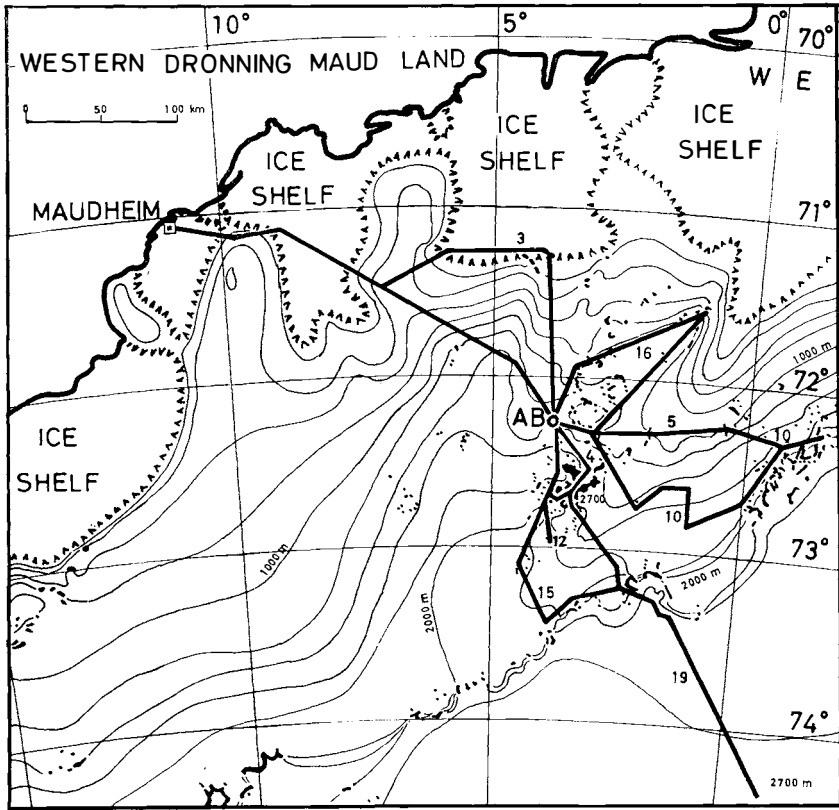 10° 5° 0° 70°
WESTERN DRONNING MAUD LAND
W E
0 50 100 km
ICE SHELF
ICE SHELF
ICE SHELF
MAUDHEIM
71°
3
16
1000 m
72°
AB
5
10
4
ICE SHELF
2700
10
12
1000 m
73°
2000 m
15
2000 m
19
74°
2700 m